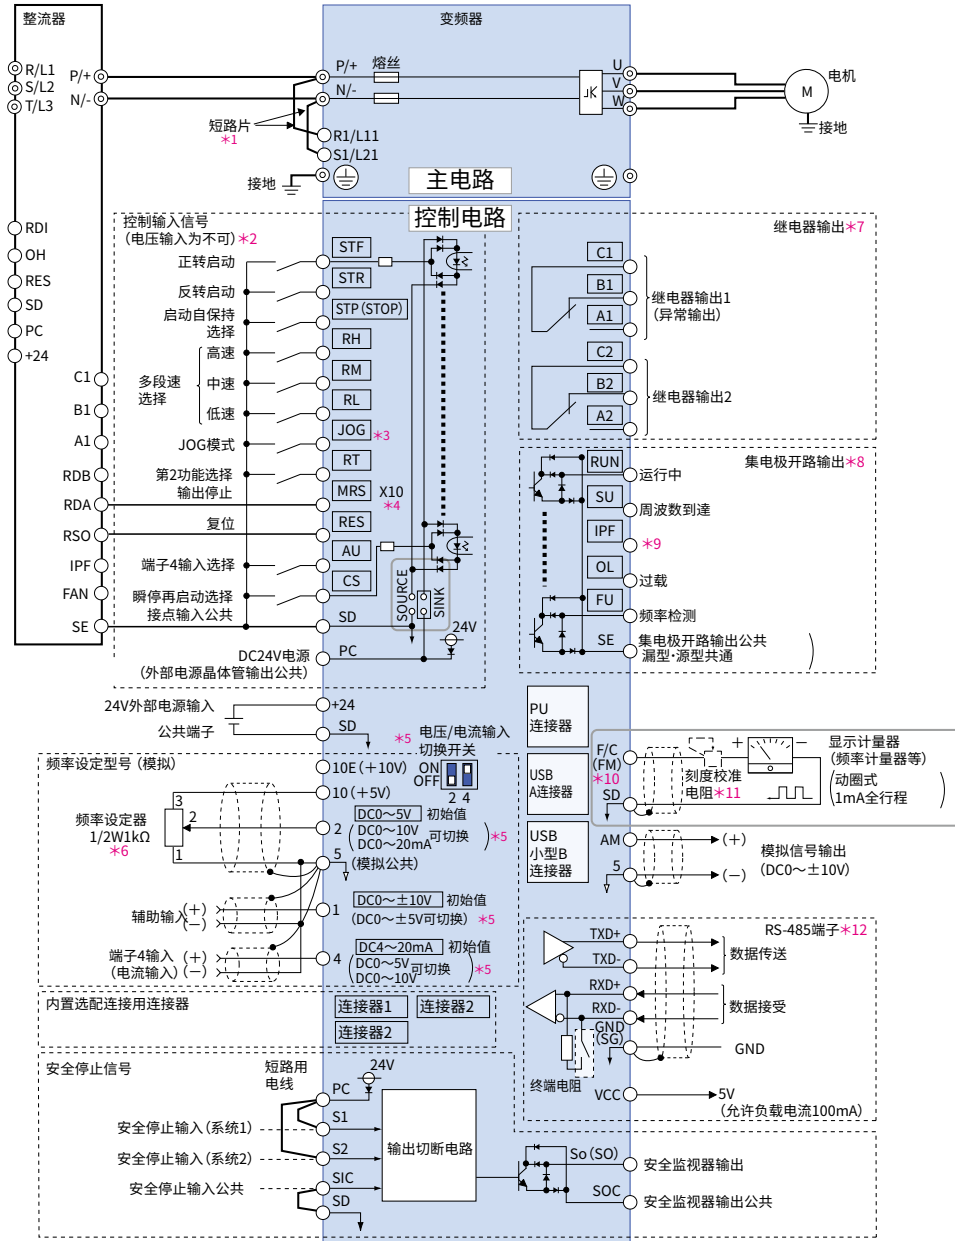 整流器
变频器
R/L1
S/L2
T/L3
P/+
N/-
P/+
熔丝
N/-
U
V
W
M
电机
接地
短路片
*1
R1/L11
S1/L21
接地
主电路
控制电路
控制输入信号
(电压输入为不可)*2
继电器输出*7
RDI
OH
RES
SD
PC
+24
C1
B1
A1
RDB
RDA
RSO
IPF
FAN
SE
正转启动
STF
反转启动
STR
启动自保持
选择
STP(STOP)
多段速
选择
高速
RH
中速
RM
低速
RL
JOG模式
JOG
*3
第2功能选择
RT
输出停止
MRS
X10
*4
复位
RES
端子4输入选择
AU
瞬停再启动选择
CS
接点输入公共
SD
SOURCE
SINK
24V
DC24V电源
(外部电源晶体管输出公共)
PC
C1
B1
A1
继电器输出1
(异常输出)
C2
B2
A2
继电器输出2
集电极开路输出*8
RUN
运行中
SU
周波数到達
IPF
*9
OL
过载
FU
频率检测
SE
集电极开路输出公共
漏型·源型共通
24V外部电源输入
+24
公共端子
SD
*5
电压/电流输入
切换开关
ON
OFF
2 4
频率设定型号(模拟)
10E(+10V)
10(+5V)
频率设定器
1/2W1kΩ
*6
3
2
1
2
DC0~5V 初始值
DC0~10V
DC0~20mA
可切换
*5
5
(模拟公共)
辅助输入
(+)
(-)
1
DC0~±10V 初始值
(DC0~±5V可切换) *5
端子4输入
(电流输入)
(+)
(-)
4
DC4~20mA 初始值
DC0~5V
DC0~10V
可切换
*5
PU
连接器
USB
A连接器
USB
小型B
连接器
F/C
(FM)
*10
SD
刻度校准
电阻*11
+
-
显示计量器
(频率计量器等)
动圈式
1mA全行程
AM
5
(+)
(-)
模拟信号输出
(DC0~±10V)
RS-485端子*12
TXD+
TXD-
数据传送
RXD+
RXD-
数据接受
GND
(SG)
GND
终端电阻
VCC
5V
(允许负载电流100mA)
内置选配连接用连接器
连接器1
连接器2
连接器2
安全停止信号
短路用
电线
24V
PC
安全停止输入(系统1)
S1
安全停止输入(系统2)
S2
安全停止输入公共
SIC
SD
输出切断电路
So(SO)
安全监视器输出
SOC
安全监视器输出公共